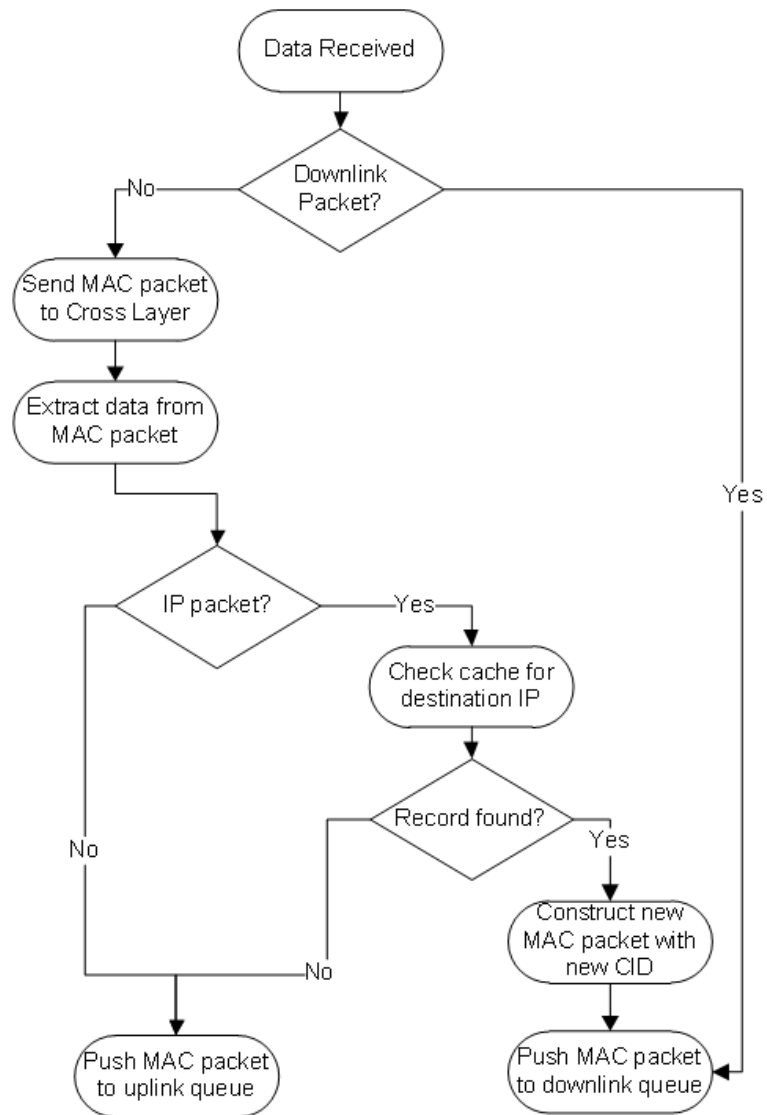 Data Received
Downlink
Packet?
No
Send MAC packet
to Cross Layer
Extract data from
MAC packet
Yes
IP packet?
Yes
Check cache for
destination IP
Record found?
No
Yes
Construct new
MAC packet with
new CID
No
Push MAC packet
to uplink queue
Push MAC packet
to downlink queue